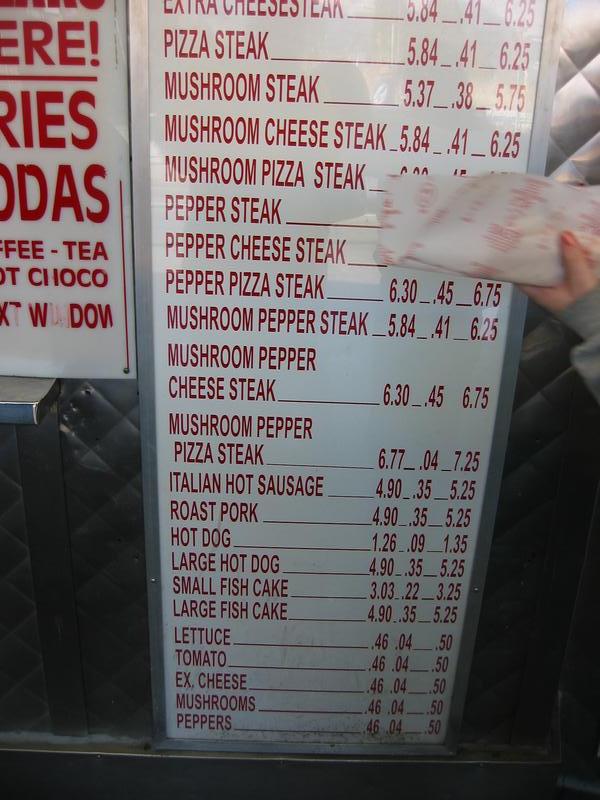 ERE!
RIES
ODAS
FFEE - TEA
OT CHOCO
XT WINDOW
EXTRA CHEESESTEAK 5.84 .41 6.25
PIZZA STEAK 5.84 .41 6.25
MUSHROOM STEAK 5.37 .38 5.75
MUSHROOM CHEESE STEAK 5.84 .41 6.25
MUSHROOM PIZZA STEAK
PEPPER STEAK
PEPPER CHEESE STEAK
PEPPER PIZZA STEAK 6.30 .45 6.75
MUSHROOM PEPPER STEAK 5.84 .41 6.25
MUSHROOM PEPPER
CHEESE STEAK 6.30 .45 6.75
MUSHROOM PEPPER
PIZZA STEAK 6.77 .04 7.25
ITALIAN HOT SAUSAGE 4.90 .35 5.25
ROAST PORK 4.90 .35 5.25
HOT DOG 1.26 .09 1.35
LARGE HOT DOG 4.90 .35 5.25
SMALL FISH CAKE 3.03 .22 3.25
LARGE FISH CAKE 4.90 .35 5.25
LETTUCE .46 .04 .50
TOMATO .46 .04 .50
EX. CHEESE .46 .04 .50
MUSHROOMS .46 .04 .50
PEPPERS .46 .04 .50